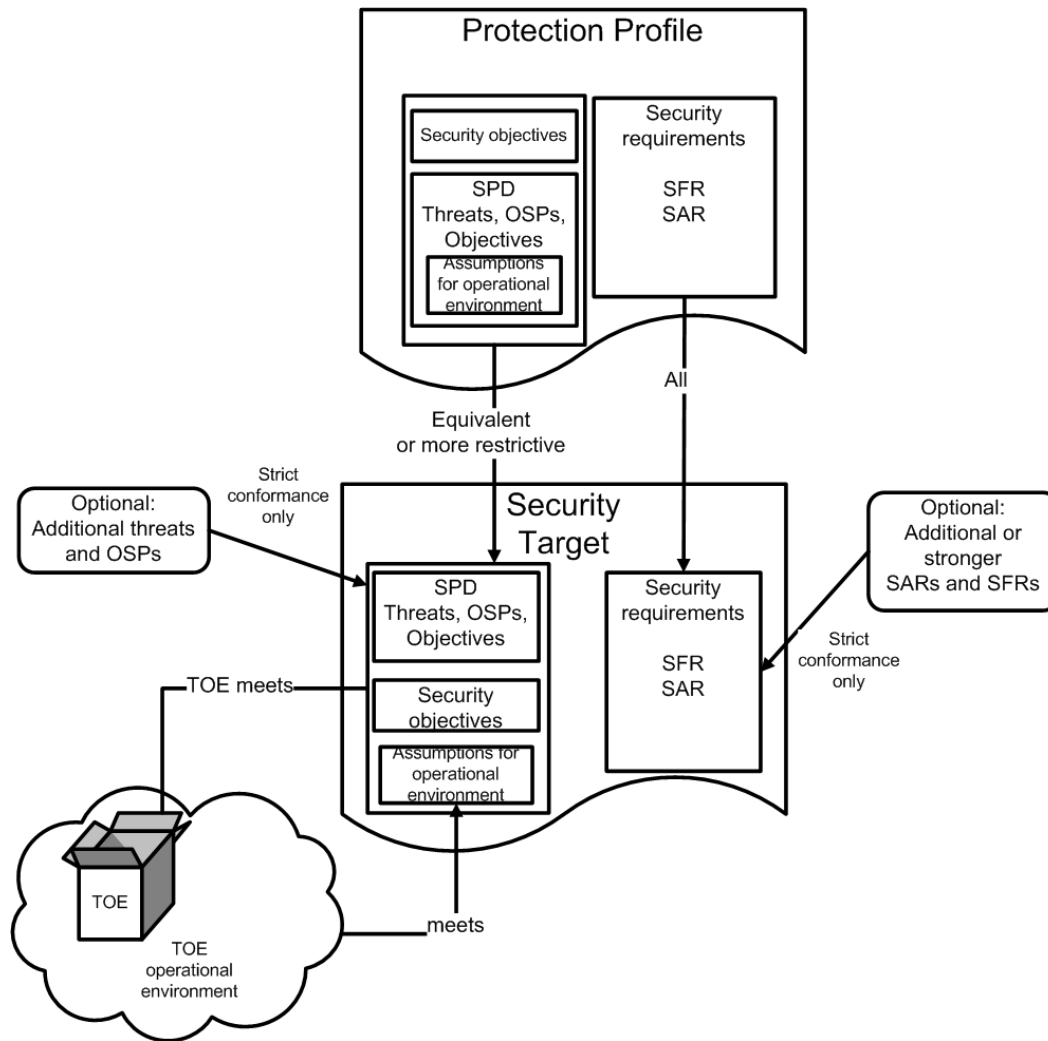 Protection Profile
Security objectives
SPD
Threats, OSPs,
Objectives
Assumptions
for operational
environment
Security
requirements
SFR
SAR
All
Equivalent
or more restrictive
Strict
conformance
only
Optional:
Additional threats
and OSPs
Security
Target
Optional:
Additional or
stronger
SARs and SFRs
SPD
Threats, OSPs,
Objectives
Security
requirements
SFR
SAR
Strict
conformance
only
TOE meets
Security
objectives
Assumptions for
operational
environment
TOE
meets
TOE
operational
environment